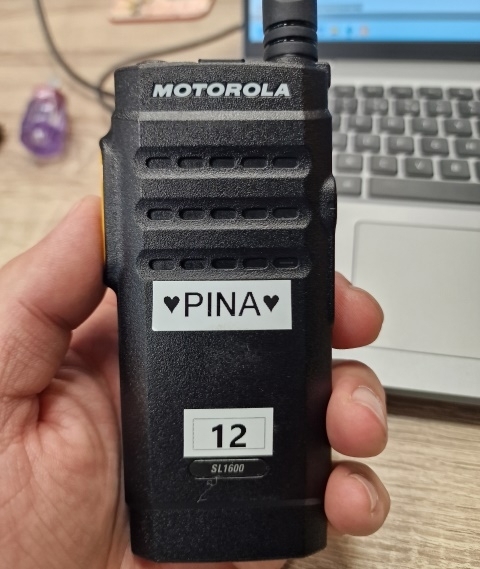 MOTOROLA
♥PINA♥
12
SL1600